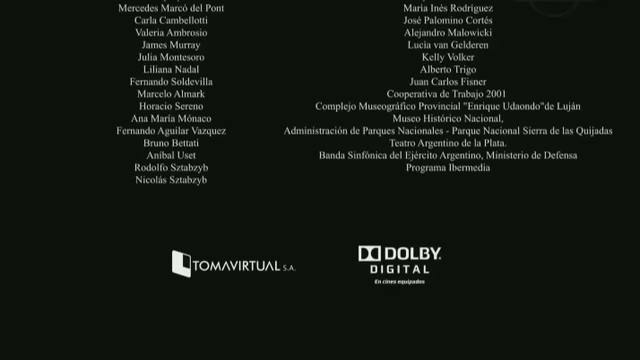 Mercedes Marcó del Pont
Carla Cambellotti
Valeria Ambrosio
James Murray
Julia Montesoro
Liliana Nadal
Fernando Soldevilla
Marcelo Almark
Horacio Sereno
Ana María Mónaco
Fernando Aguilar Vazquez
Bruno Bettati
Aníbal Uset
Rodolfo Sztabzyb
Nicolás Sztabzyb
María Inés Rodríguez
José Palomino Cortés
Alejandro Malowicki
Lucía van Gelderen
Kelly Volker
Alberto Trigo
Juan Carlos Fisner
Cooperativa de Trabajo 2001
Complejo Museográfico Provincial "Enrique Udaondo"de Luján
Museo Histórico Nacional,
Administración de Parques Nacionales - Parque Nacional Sierra de las Quijadas
Teatro Argentino de la Plata.
Banda Sinfónica del Ejército Argentino, Ministerio de Defensa
Programa Ibermedia
TOMAVIRTUAL S.A.
DOLBY
DIGITAL
En cines equipados